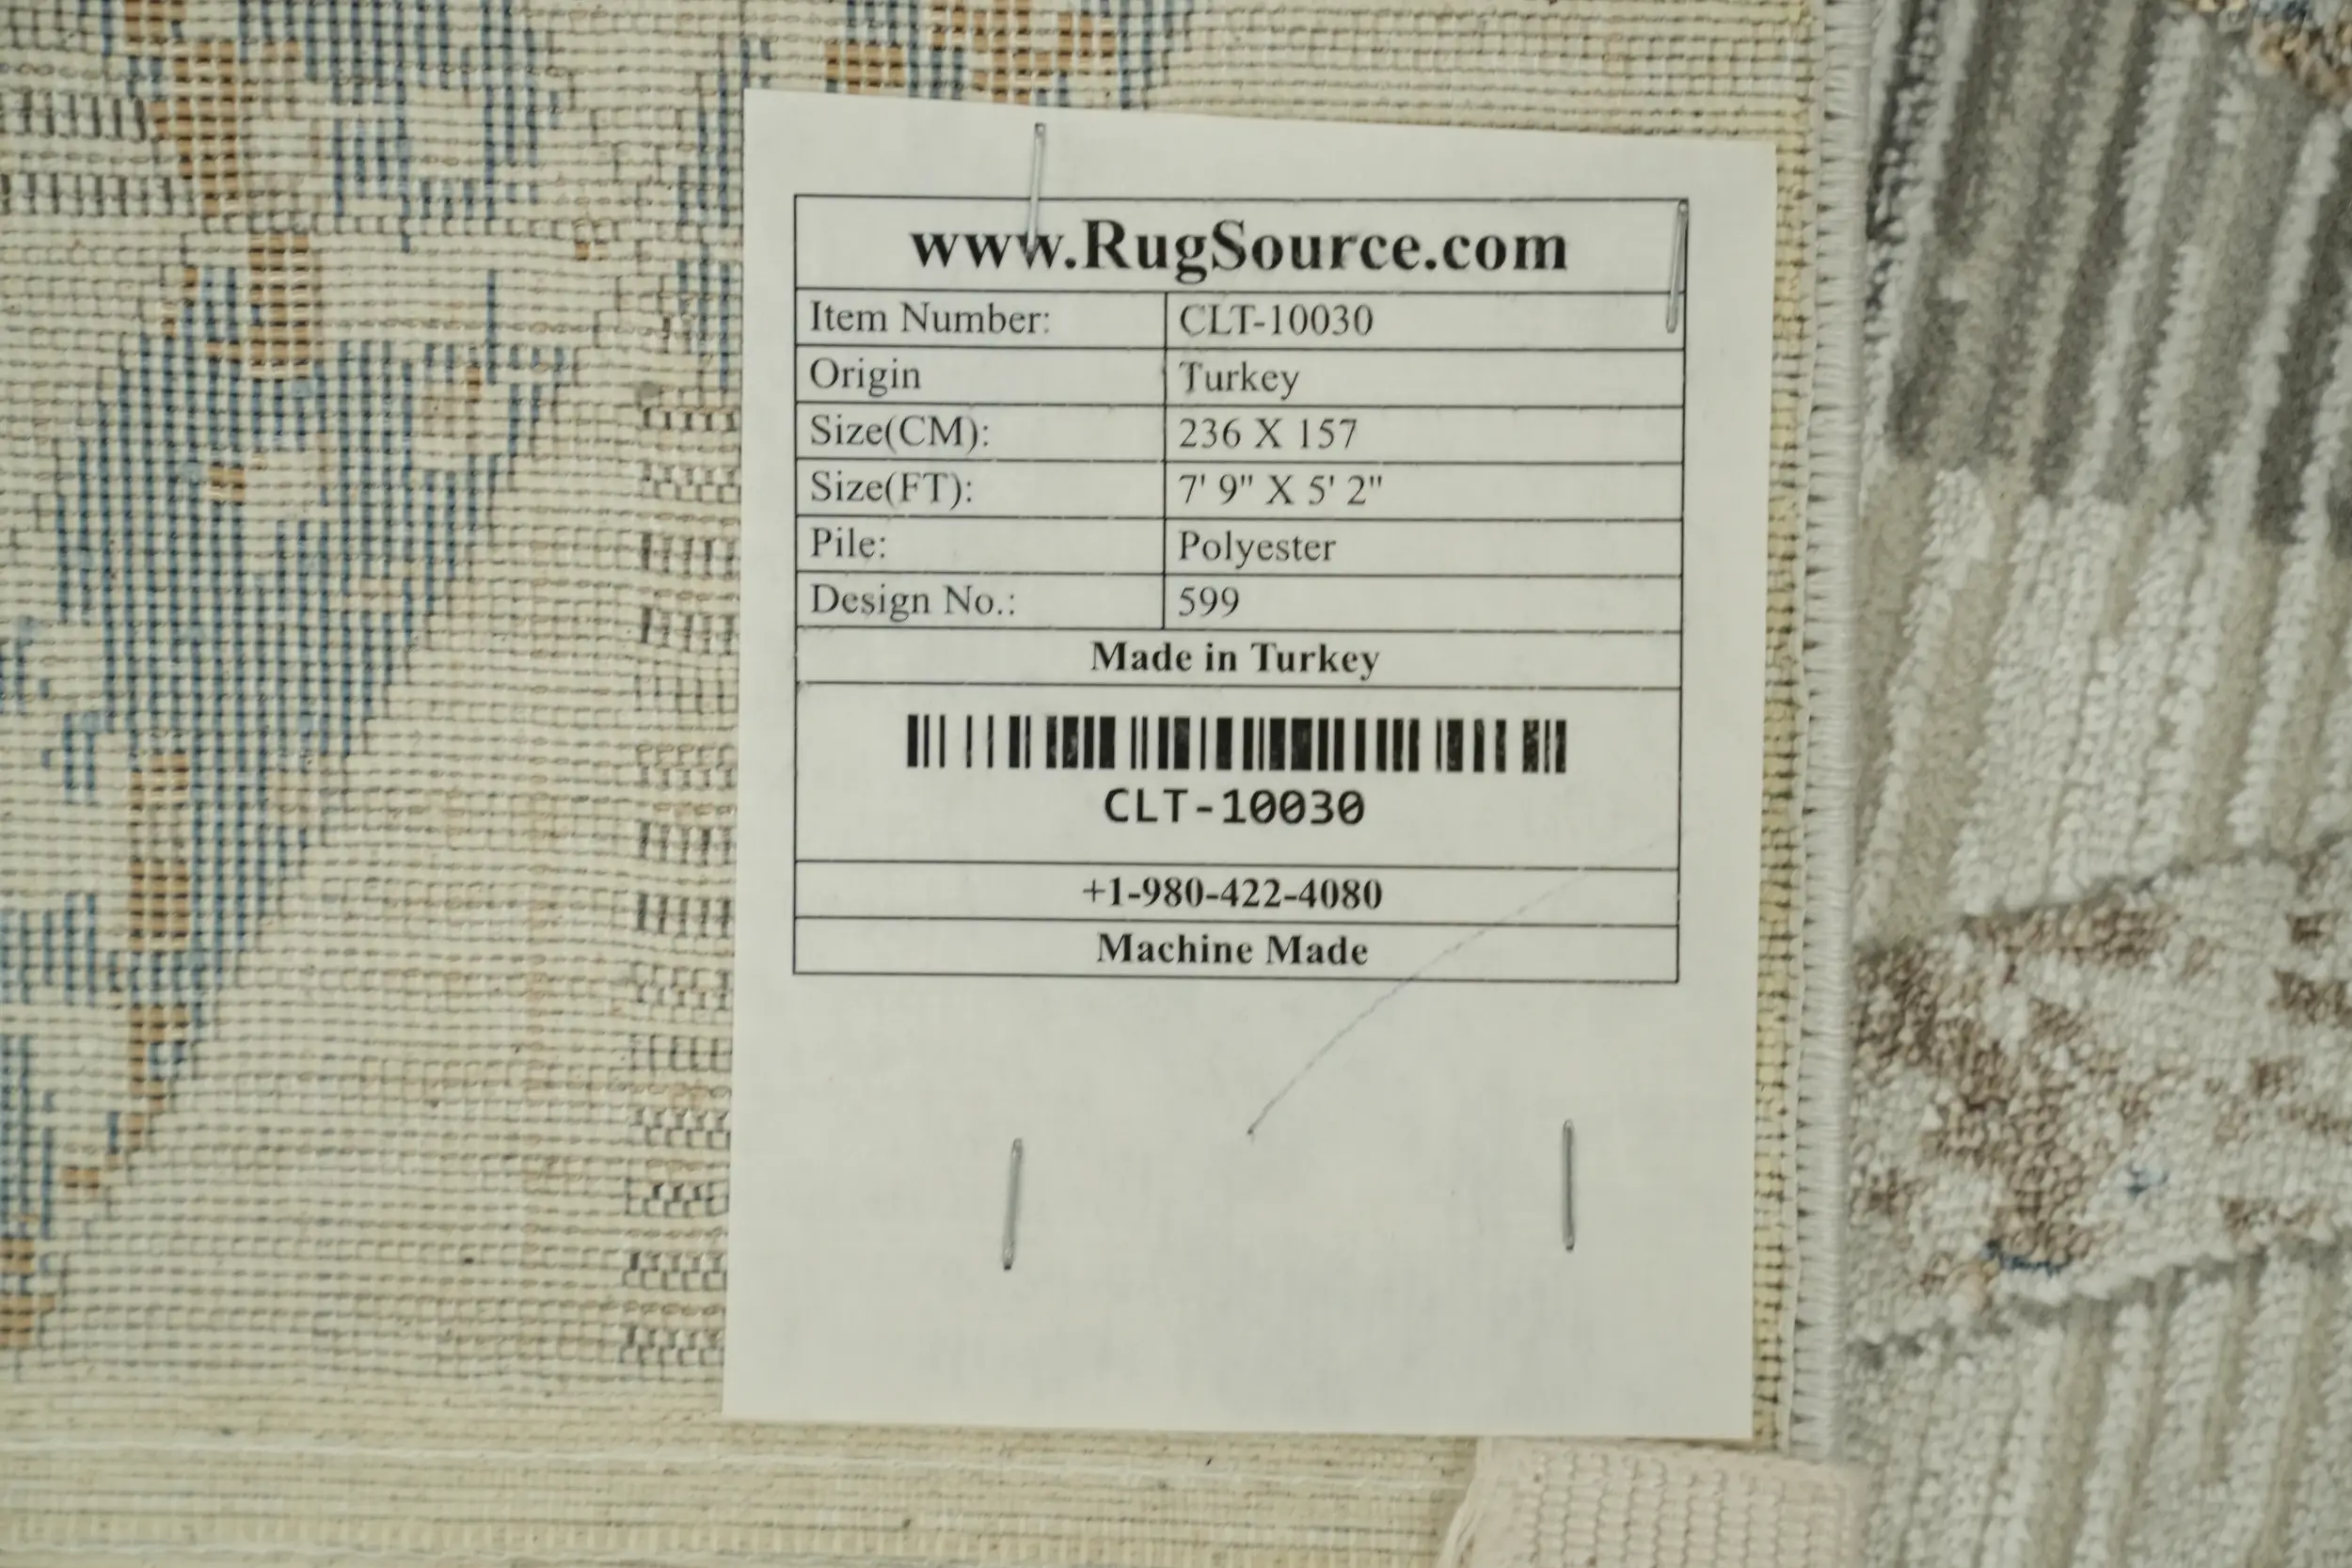 www.RugSource.com
Item Number: CLT-10030
Origin Turkey
Size(CM): 236 X 157
Size(FT): 7' 9" X 5' 2"
Pile: Polyester
Design No.: 599
Made in Turkey
CLT-10030
+1-980-422-4080
Machine Made